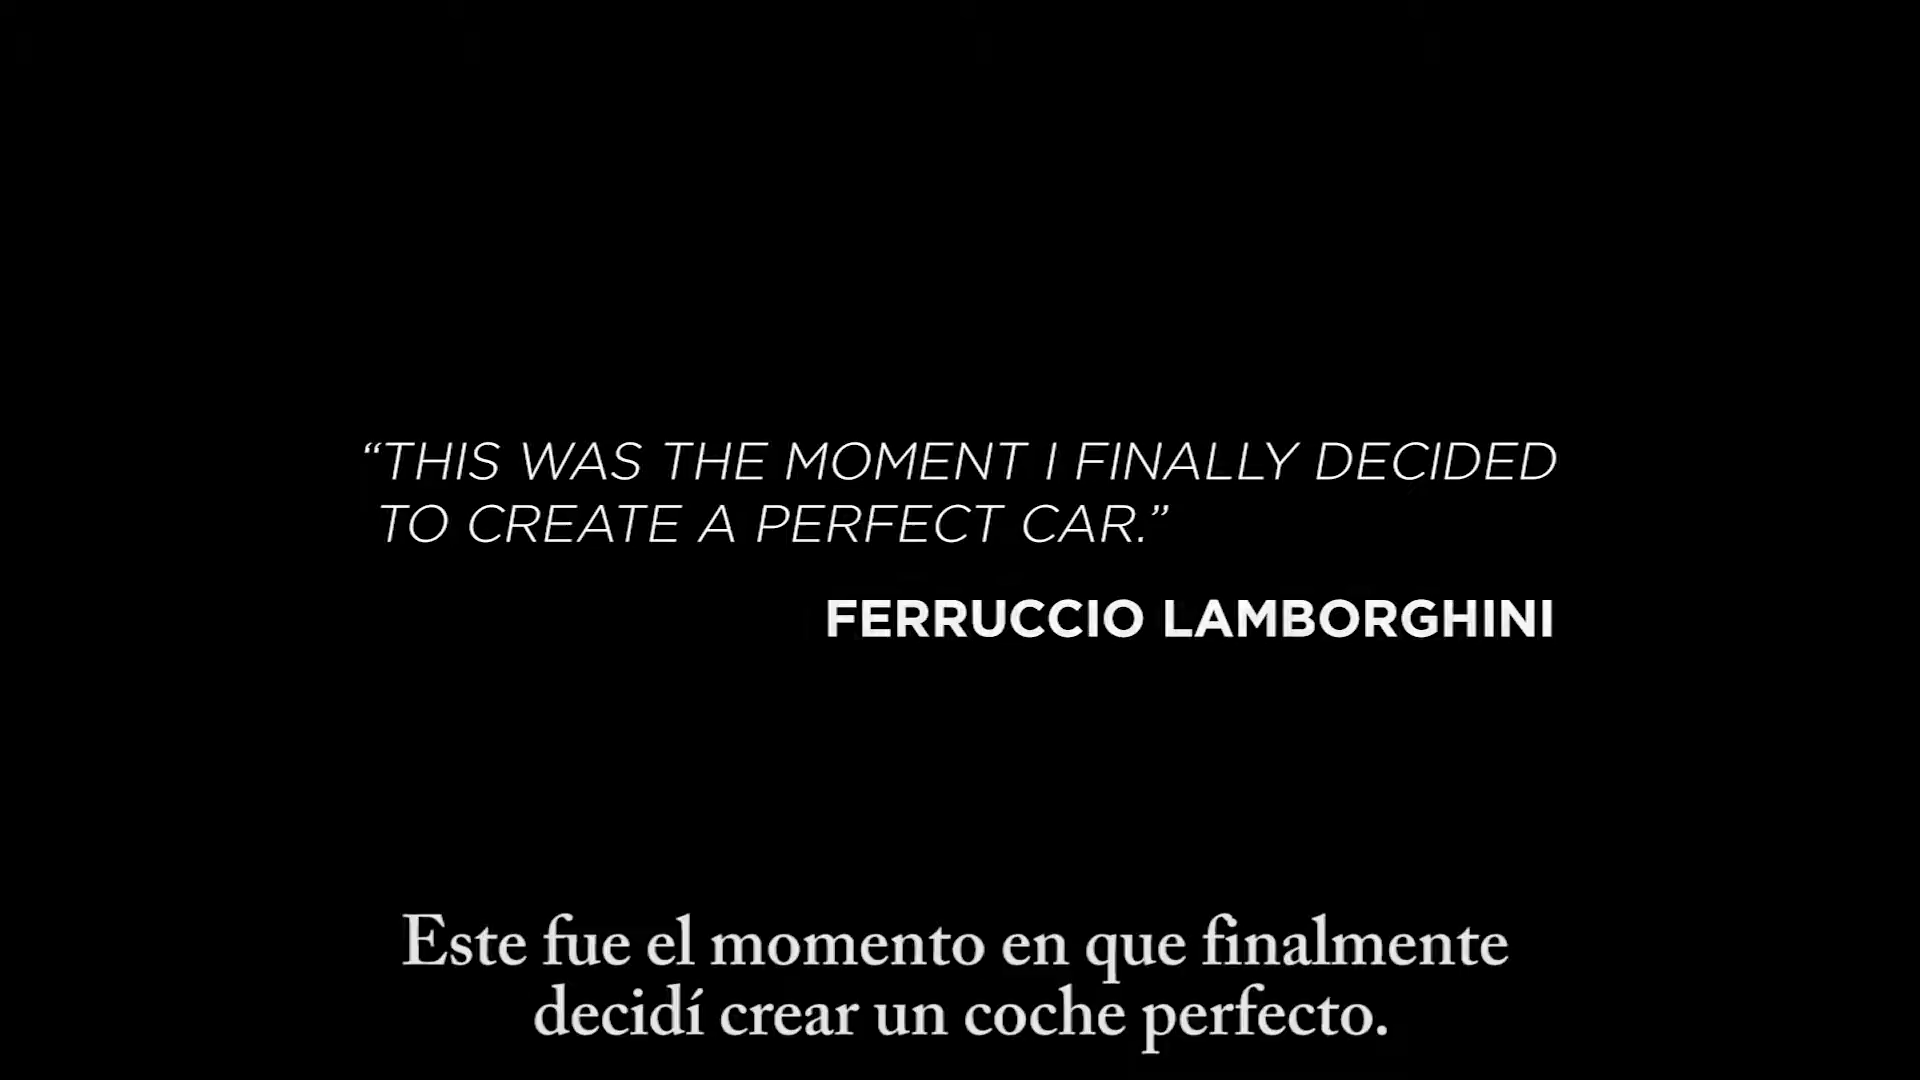 “THIS WAS THE MOMENT I FINALLY DECIDED
TO CREATE A PERFECT CAR.”
FERRUCCIO LAMBORGHINI
Este fue el momento en que finalmente
decidí crear un coche perfecto.